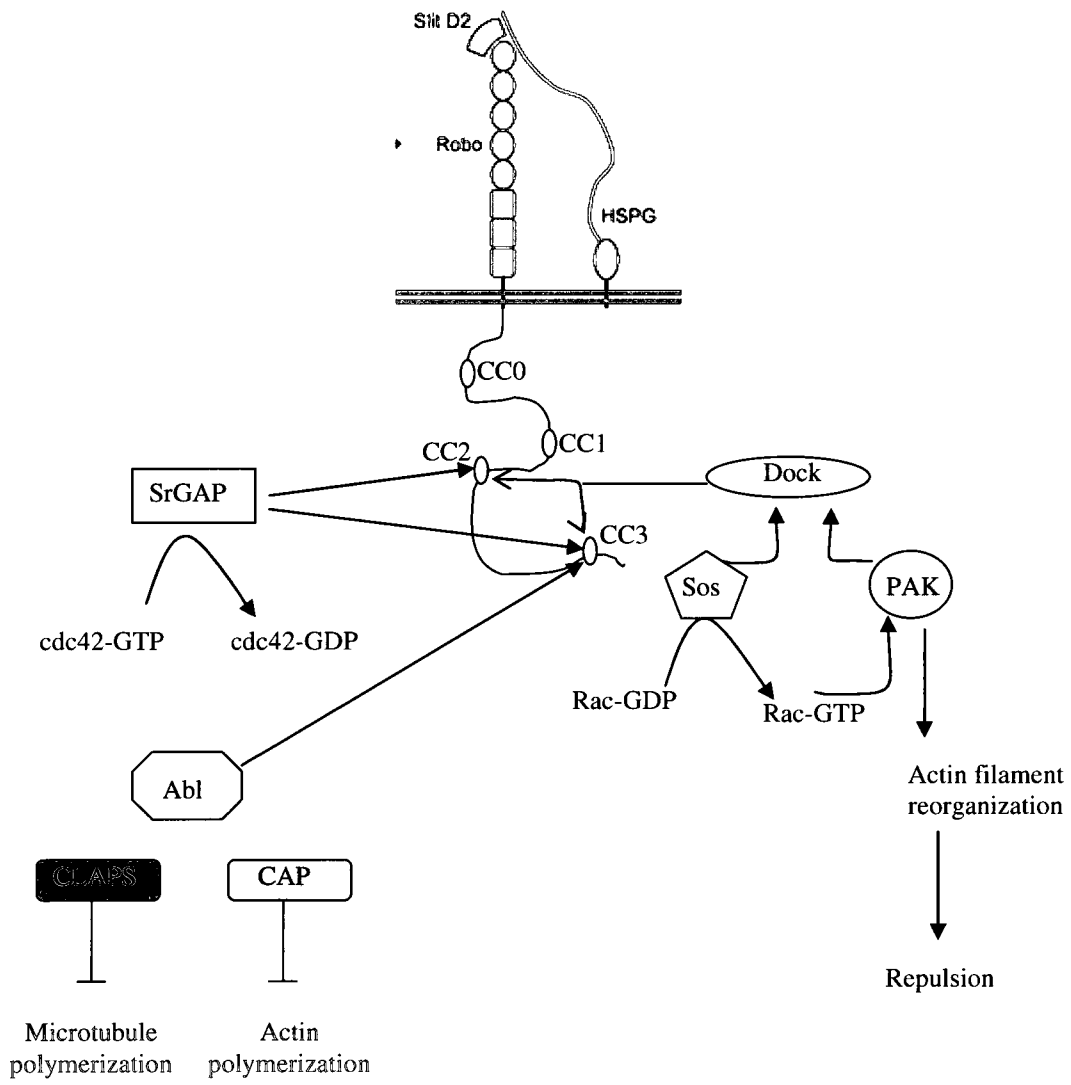 Slit D2
Robo
HSPG
CC0
CC1
CC2
Dock
SrGAP
CC3
Sos
PAK
cdc42-GTP
cdc42-GDP
Rac-GDP
Rac-GTP
Actin filament
reorganization
Abl
CLAPS
CAP
Repulsion
Microtubule
polymerization
Actin
polymerization